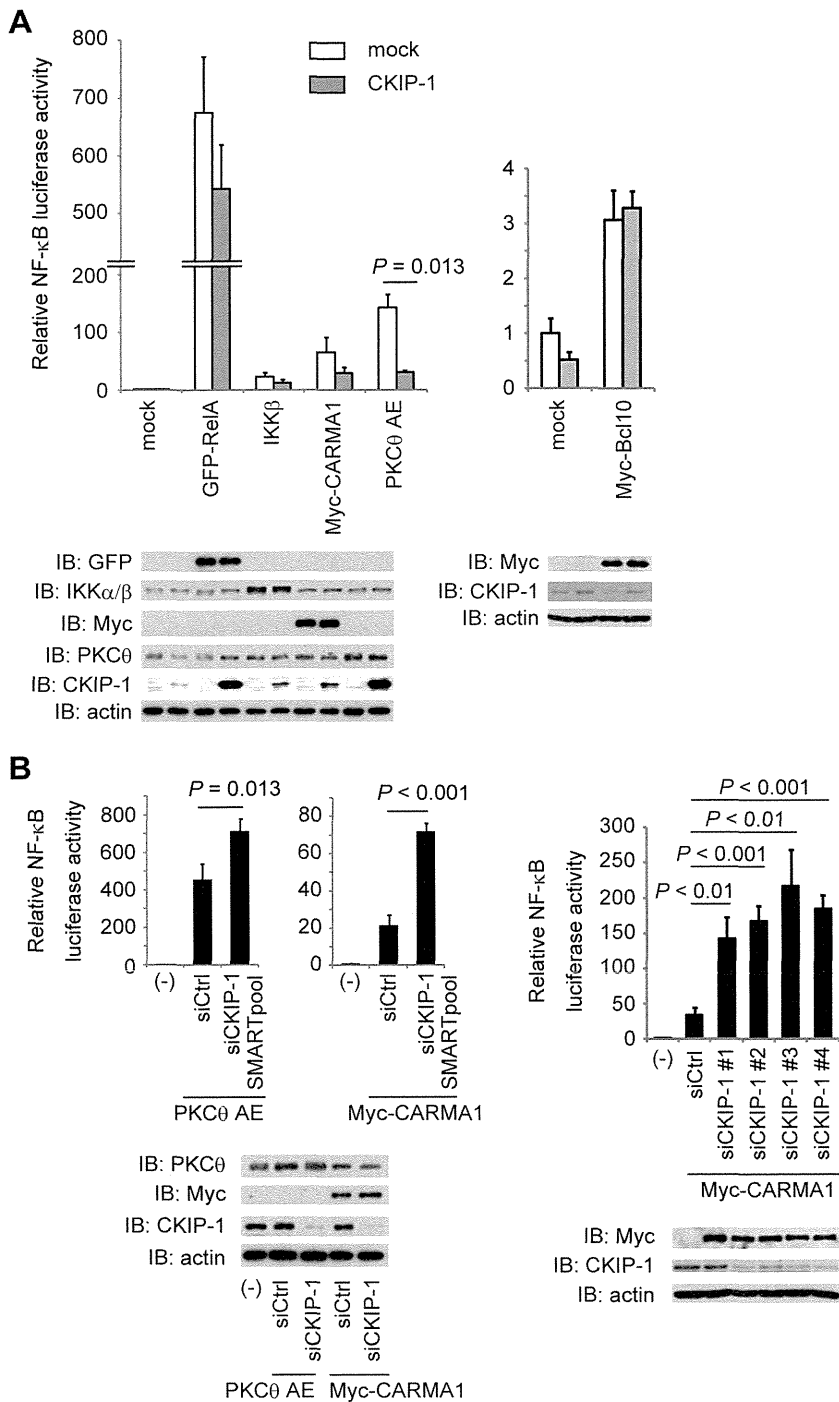 A
Relative NF-κB luciferase activity
800
700
600
500
200
100
0
mock
CKIP-1
P = 0.013
mock
GFP-RelA
IKKβ
Myc-CARMA1
PKCθ AE
4
3
2
1
0
mock
Myc-Bcl10
IB: GFP
IB: IKKα/β
IB: Myc
IB: PKCθ
IB: CKIP-1
IB: actin
IB: Myc
IB: CKIP-1
IB: actin
B
Relative NF-κB
luciferase activity
800
600
400
200
0
P = 0.013
(-)
siCtrl
siCKIP-1
SMARTpool
PKCθ AE
80
60
40
20
0
P < 0.001
(-)
siCtrl
siCKIP-1
SMARTpool
Myc-CARMA1
IB: PKCθ
IB: Myc
IB: CKIP-1
IB: actin
(-)
siCtrl
siCKIP-1
siCtrl
siCKIP-1
PKCθ AE
Myc-CARMA1
Relative NF-κB
luciferase activity
P < 0.001
P < 0.01
P < 0.001
P < 0.01
300
250
200
150
100
50
0
(-)
siCtrl
siCKIP-1 #1
siCKIP-1 #2
siCKIP-1 #3
siCKIP-1 #4
Myc-CARMA1
IB: Myc
IB: CKIP-1
IB: actin